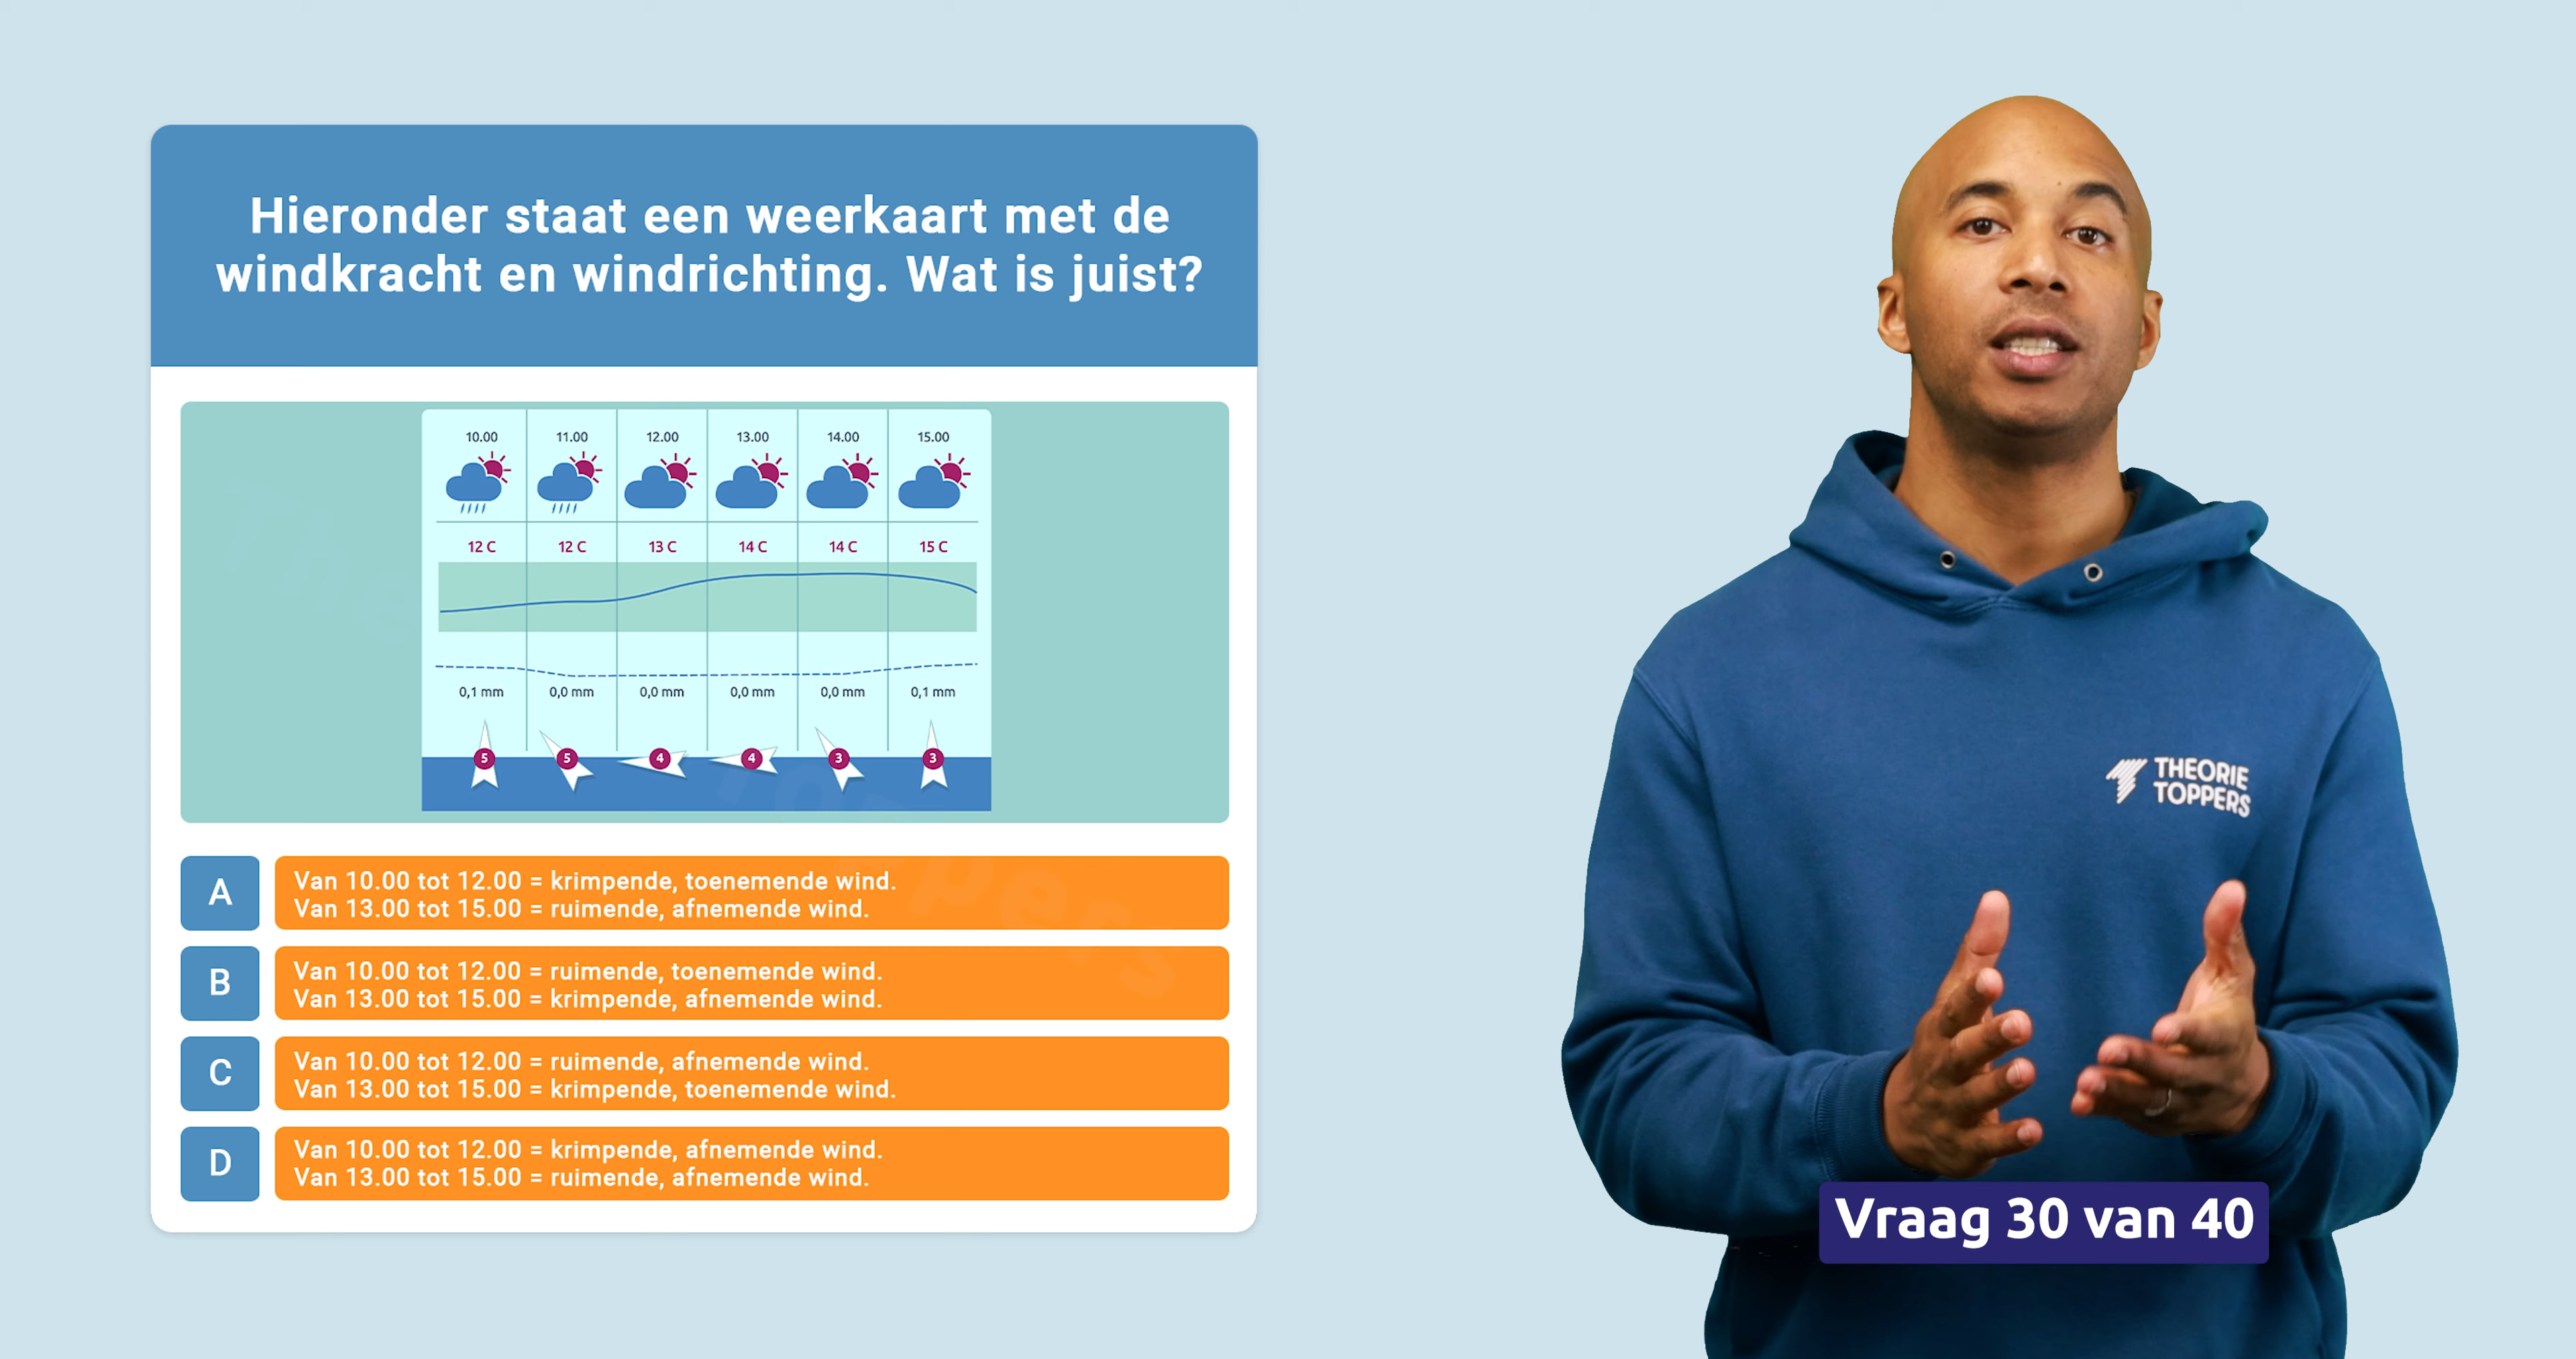 Hieronder staat een weerkaart met de
windkracht en windrichting. Wat is juist?
10.00 11.00 12.00 13.00 14.00 15.00
12 C 12 C 13 C 14 C 14 C 15 C
0,1 mm 0,0 mm 0,0 mm 0,0 mm 0,0 mm 0,1 mm
5 5 4 4 3 3
A
Van 10.00 tot 12.00 = krimpende, toenemende wind.
Van 13.00 tot 15.00 = ruimende, afnemende wind.
B
Van 10.00 tot 12.00 = ruimende, toenemende wind.
Van 13.00 tot 15.00 = krimpende, afnemende wind.
C
Van 10.00 tot 12.00 = ruimende, afnemende wind.
Van 13.00 tot 15.00 = krimpende, toenemende wind.
D
Van 10.00 tot 12.00 = krimpende, afnemende wind.
Van 13.00 tot 15.00 = ruimende, afnemende wind.
THEORIE
TOPPERS
Vraag 30 van 40